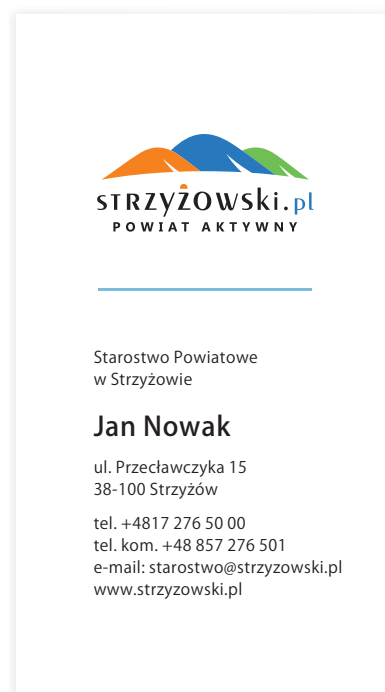 STRZYŻOWSki.pl
POWIAT AKTYWNY
Starostwo Powiatowe
w Strzyżowie
Jan Nowak
ul. Przecławczyka 15
38-100 Strzyżów
tel. +4817 276 50 00
tel. kom. +48 857 276 501
e-mail: starostwo@strzyzowski.pl
www.strzyzowski.pl